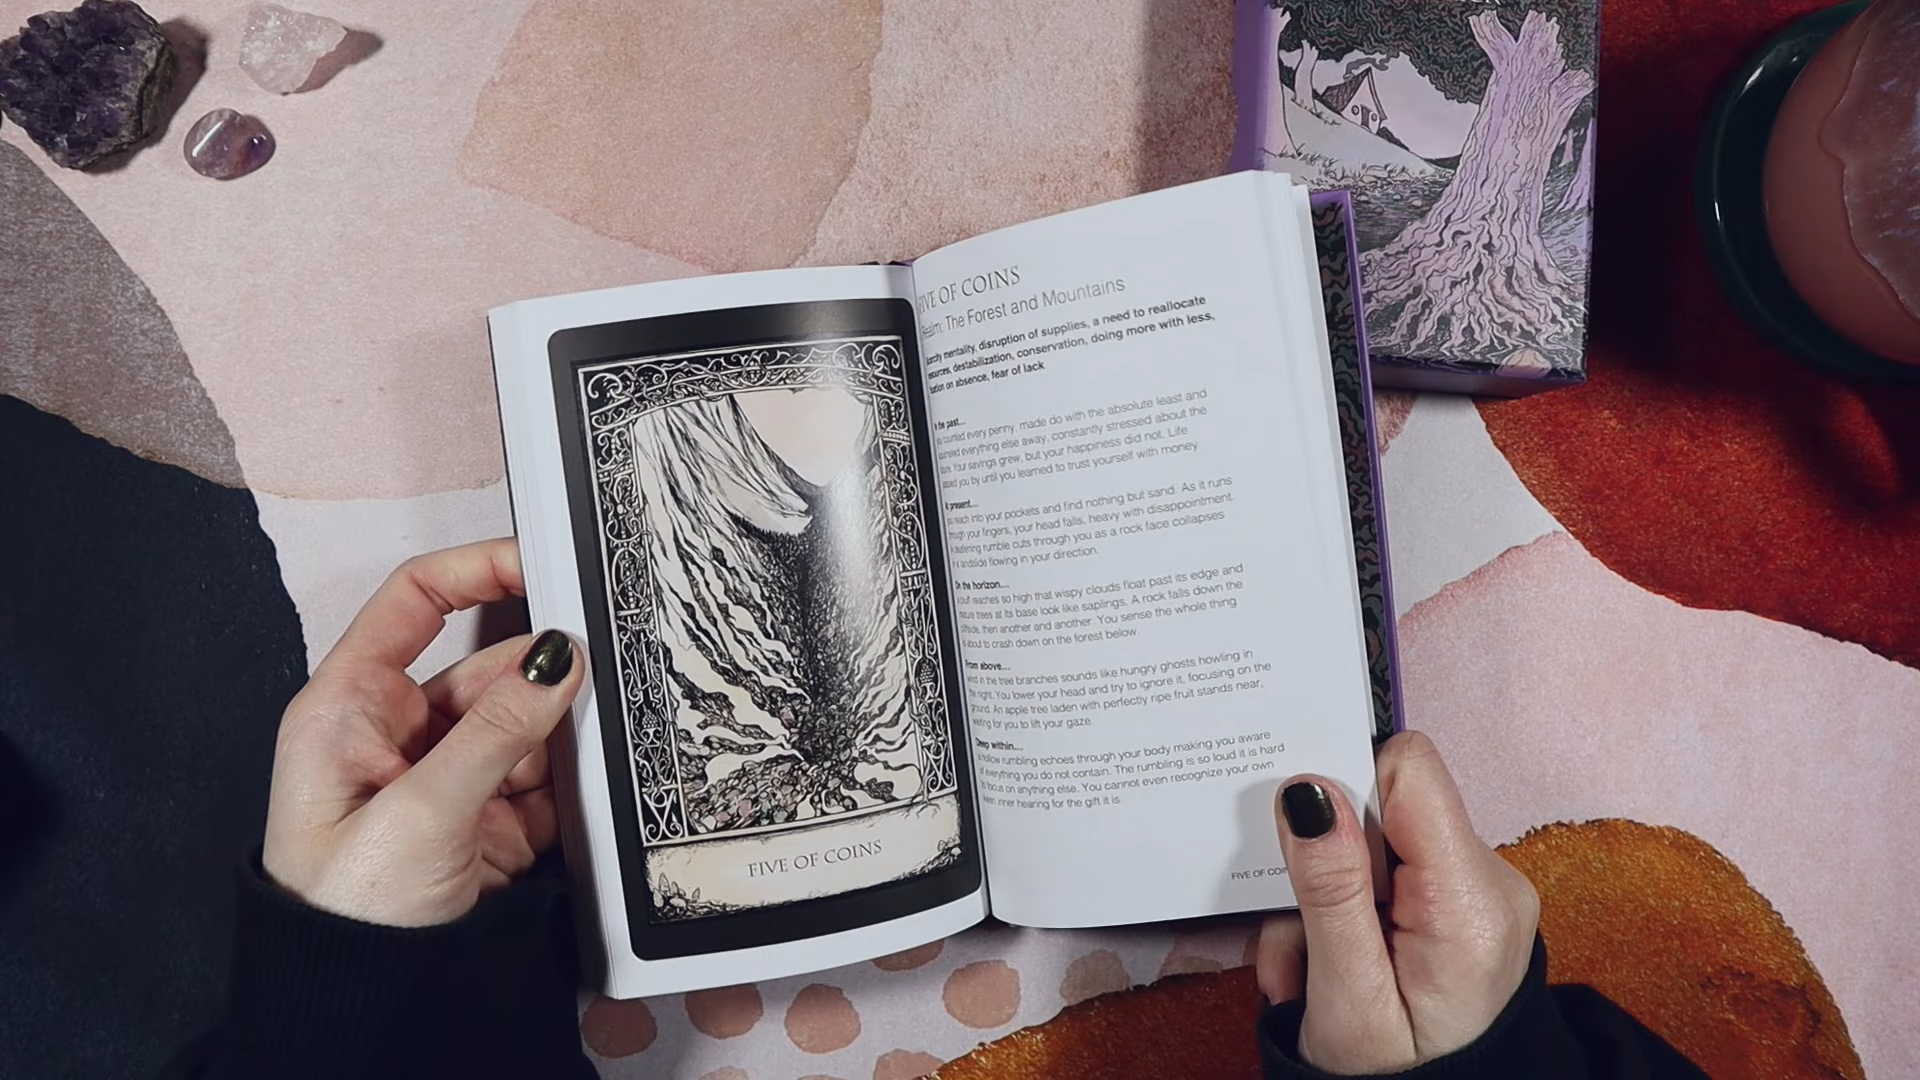 FIVE OF COINS
FIVE OF COINS
Realm: The Forest and Mountains
mentality, disruption of supplies, a need to reallocate
destabilization, conservation, doing more with less,
on absence, fear of lack
In the past...
counted every penny, made do with the absolute least and
everything else away, constantly stressed about the
Your savings grew, but your happiness did not. Life
you by until you learned to trust yourself with money
At present...
reach into your pockets and find nothing but sand. As it runs
through your fingers, your head falls, heavy with disappointment.
A deafening rumble cuts through you as a rock face collapses
landslide flowing in your direction.
On the horizon...
cliff reaches so high that wispy clouds float past its edge and
mature trees at its base look like saplings. A rock falls down the
cliffside, then another and another. You sense the whole thing
is about to crash down on the forest below.
From above...
wind in the tree branches sounds like hungry ghosts howling in
the night. You lower your head and try to ignore it, focusing on the
ground. An apple tree laden with perfectly ripe fruit stands near,
waiting for you to lift your gaze.
Deep within...
hollow rumbling echoes through your body making you aware
of everything you do not contain. The rumbling is so loud it is hard
to focus on anything else. You cannot even recognize your own
inner hearing for the gift it is.
FIVE OF